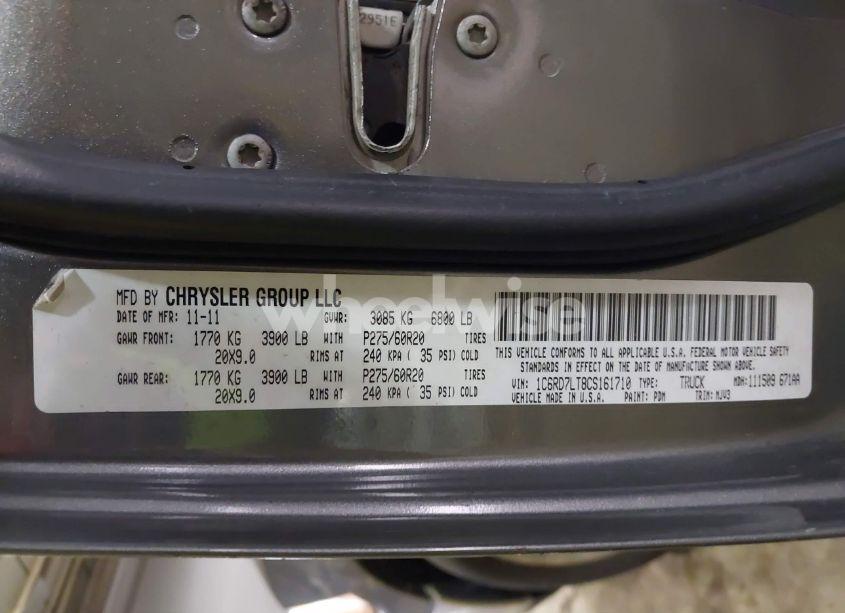 2951E
MFD BY CHRYSLER GROUP LLC
DATE OF MFR: 11-11 GVWR: 3085 KG 6800 LB
GAWR FRONT: 1770 KG 3900 LB WITH P275/60R20 TIRES
20X9.0 RIMS AT 240 KPA ( 35 PSI) COLD
GAWR REAR: 1770 KG 3900 LB WITH P275/60R20 TIRES
20X9.0 RIMS AT 240 KPA ( 35 PSI) COLD
THIS VEHICLE CONFORMS TO ALL APPLICABLE U.S.A. FEDERAL MOTOR VEHICLE SAFETY
STANDARDS IN EFFECT ON THE DATE OF MANUFACTURE SHOWN ABOVE.
VIN: 1C6RD7LT8CS161710 TYPE: TRUCK MDH: 111509 671AA
VEHICLE MADE IN U.S.A. PAINT: PDM TRIM: MJV3
wheelwise